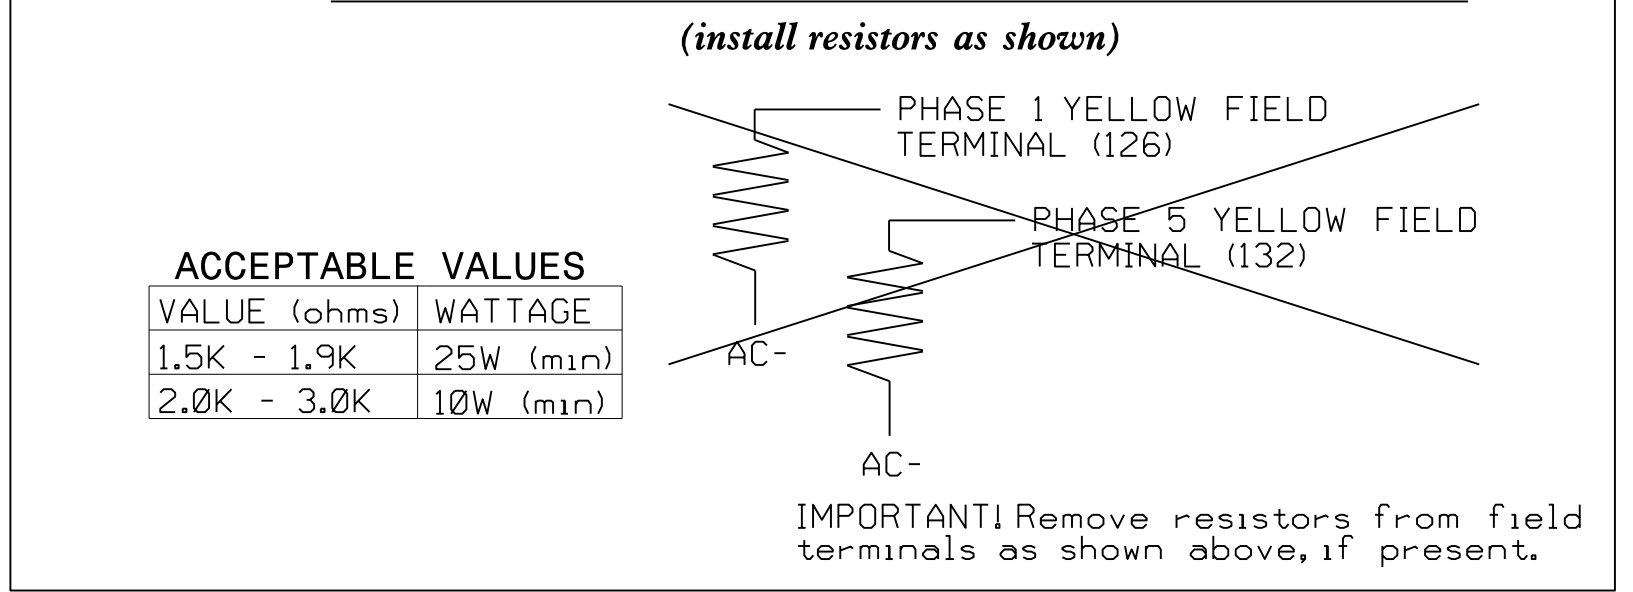 (install resistors as shown)
PHASE 1 YELLOW FIELD
TERMINAL (126)
PHASE 5 YELLOW FIELD
TERMINAL (132)
ACCEPTABLE VALUES
VALUE (ohms) WATTAGE
1.5K - 1.9K 25W (min)
2.0K - 3.0K 10W (min)
AC-
AC-
IMPORTANT! Remove resistors from field
terminals as shown above, if present.